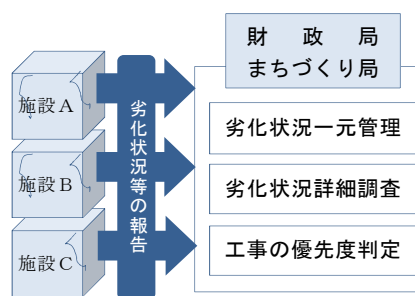 財政局
まちづくり局
施設A
施設B
施設C
劣化状況等の報告
劣化状況一元管理
劣化状況詳細調査
工事の優先度判定